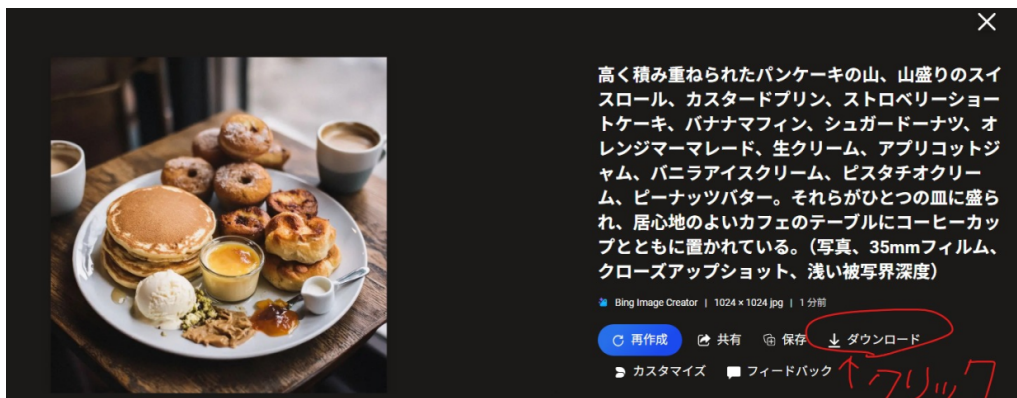 高く積み重ねられたパンケーキの山、山盛りのスイ
スロール、カスタードプリン、ストロベリーショー
トケーキ、バナナマフィン、シュガードーナツ、オ
レンジマーマレード、生クリーム、アプリコットジ
ャム、バニラアイスクリーム、ピスタチオクリー
ム、ピーナッツバター。それらがひとつの皿に盛ら
れ、居心地のよいカフェのテーブルにコーヒーカッ
プとともに置かれている。（写真、35mmフィルム、
クローズアップショット、浅い被写界深度）
Bing Image Creator | 1024 × 1024 jpg | 1 分前
再作成 共有 保存 ダウンロード
カスタマイズ フィードバック
クリック